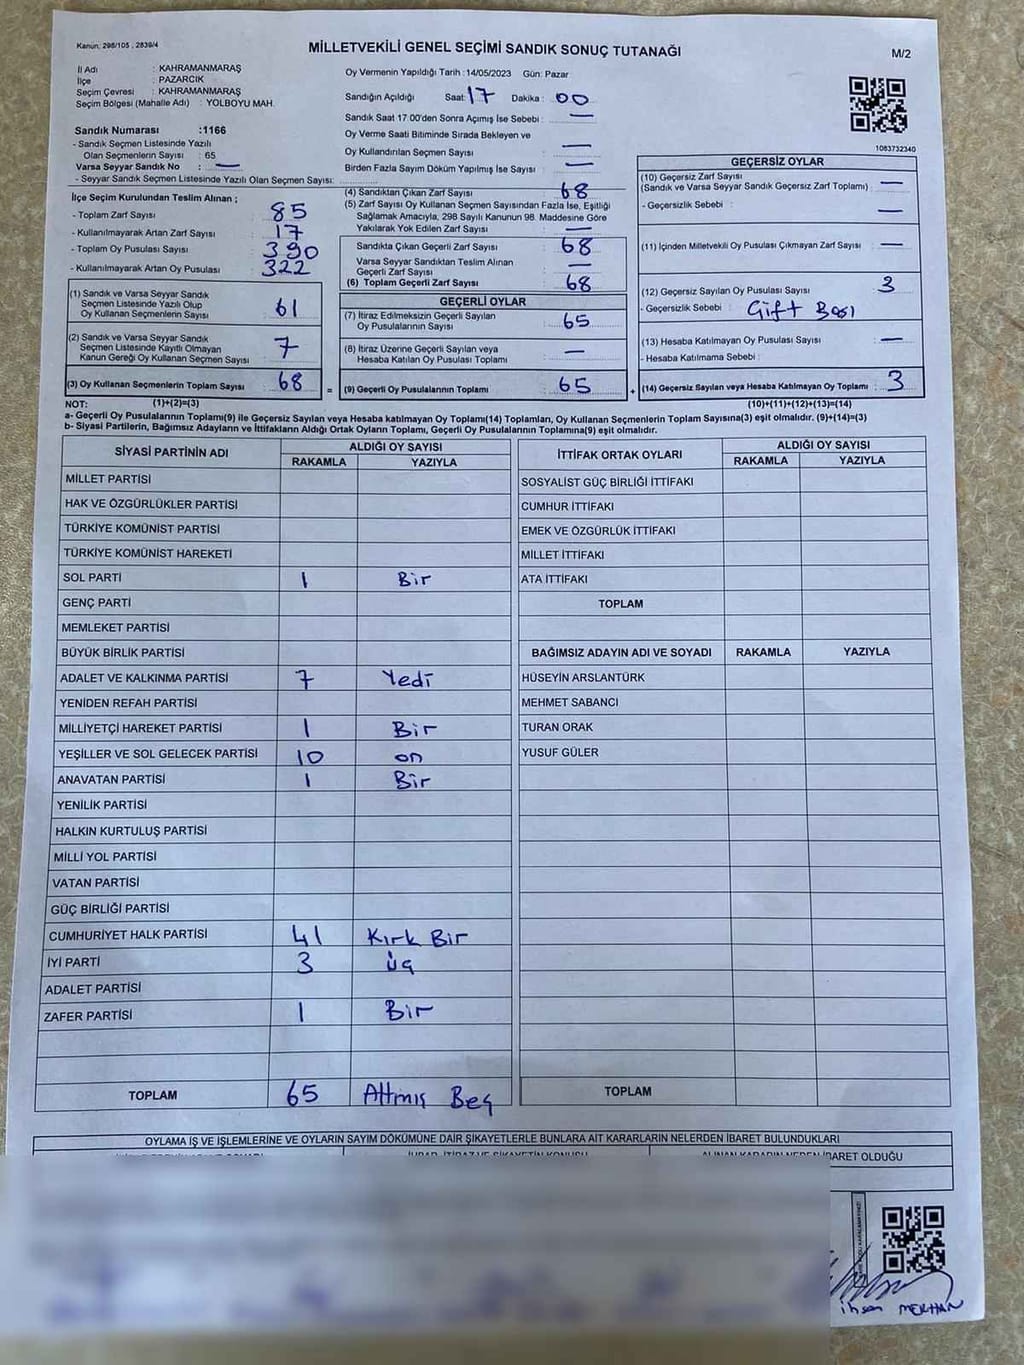 Kanun: 298/105 , 2839/4
MİLLETVEKİLİ GENEL SEÇİMİ SANDIK SONUÇ TUTANAĞI
M/2
İl Adı : KAHRAMANMARAŞ
İlçe : PAZARCIK
Seçim Çevresi : KAHRAMANMARAŞ
Seçim Bölgesi (Mahalle Adı) : YOLBOYU MAH.
Sandık Numarası :1166
- Sandık Seçmen Listesinde Yazılı
Olan Seçmenlerin Sayısı : 65
Varsa Seyyar Sandık No : —
- Seyyar Sandık Seçmen Listesinde Yazılı Olan Seçmen Sayısı:
Oy Vermenin Yapıldığı Tarih :14/05/2023 Gün: Pazar
Sandığın Açıldığı Saat: 17 Dakika : 00
Sandık Saat 17:00'den Sonra Açımış İse Sebebi : —
Oy Verme Saati Bitiminde Sırada Bekleyen ve
Oy Kullandırılan Seçmen Sayısı —
Birden Fazla Sayım Döküm Yapılmış İse Sayısı : —
1083732340
İlçe Seçim Kurulundan Teslim Alınan ;
- Toplam Zarf Sayısı : 85
- Kullanılmayarak Artan Zarf Sayısı : 17
- Toplam Oy Pusulası Sayısı : 390
- Kullanılmayarak Artan Oy Pusulası : 322
(1) Sandık ve Varsa Seyyar Sandık
Seçmen Listesinde Yazılı Olup
Oy Kullanan Seçmenlerin Sayısı : 61
(2) Sandık ve Varsa Seyyar Sandık
Seçmen Listesinde Kayıtlı Olmayan
Kanun Gereği Oy Kullanan Seçmen Sayısı : 7
(3) Oy Kullanan Seçmenlerin Toplam Sayısı : 68
(4) Sandıktan Çıkan Zarf Sayısı : 68
(5) Zarf Sayısı Oy Kullanan Seçmen Sayısından Fazla İse, Eşitliği
Sağlamak Amacıyla, 298 Sayılı Kanunun 98. Maddesine Göre
Yakılarak Yok Edilen Zarf Sayısı : —
Sandıkta Çıkan Geçerli Zarf Sayısı : 68
Varsa Seyyar Sandıktan Teslim Alınan
Geçerli Zarf Sayısı : —
(6) Toplam Geçerli Zarf Sayısı : 68
GEÇERLİ OYLAR
(7) İtiraz Edilmeksizin Geçerli Sayılan
Oy Pusulalarının Sayısı : 65
(8) İtiraz Üzerine Geçerli Sayılan veya
Hesaba Katılan Oy Pusulası Toplamı : —
= (9) Geçerli Oy Pusulalarının Toplamı : 65
GEÇERSİZ OYLAR
(10) Geçersiz Zarf Sayısı
(Sandık ve Varsa Seyyar Sandık Geçersiz Zarf Toplamı) : —
- Geçersizlik Sebebi : —
(11) İçinden Milletvekili Oy Pusulası Çıkmayan Zarf Sayısı : —
(12) Geçersiz Sayılan Oy Pusulası Sayısı : 3
- Geçersizlik Sebebi : Çift Bası
(13) Hesaba Katılmayan Oy Pusulası Sayısı : —
- Hesaba Katılmama Sebebi :
+ (14) Geçersiz Sayılan veya Hesaba Katılmayan Oy Toplamı : 3
NOT: (1)+(2)=(3)
(10)+(11)+(12)+(13)=(14)
a- Geçerli Oy Pusulalarının Toplamı(9) ile Geçersiz Sayılan veya Hesaba katılmayan Oy Toplamı(14) Toplamları, Oy Kullanan Seçmenlerin Toplam Sayısına(3) eşit olmalıdır. (9)+(14)=(3)
b- Siyasi Partilerin, Bağımsız Adayların ve İttifakların Aldığı Ortak Oyların Toplamı, Geçerli Oy Pusulalarının Toplamına(9) eşit olmalıdır.
SİYASİ PARTİNİN ADI
ALDIĞI OY SAYISI
RAKAMLA YAZIYLA
MİLLET PARTİSİ
HAK VE ÖZGÜRLÜKLER PARTİSİ
TÜRKİYE KOMÜNİST PARTİSİ
TÜRKİYE KOMÜNİST HAREKETİ
SOL PARTİ 1 Bir
GENÇ PARTİ
MEMLEKET PARTİSİ
BÜYÜK BİRLİK PARTİSİ
ADALET VE KALKINMA PARTİSİ 7 Yedi
YENİDEN REFAH PARTİSİ
MİLLİYETÇİ HAREKET PARTİSİ 1 Bir
YEŞİLLER VE SOL GELECEK PARTİSİ 10 on
ANAVATAN PARTİSİ 1 Bir
YENİLİK PARTİSİ
HALKIN KURTULUŞ PARTİSİ
MİLLİ YOL PARTİSİ
VATAN PARTİSİ
GÜÇ BİRLİĞİ PARTİSİ
CUMHURİYET HALK PARTİSİ 41 Kırk Bir
İYİ PARTİ 3 üç
ADALET PARTİSİ
ZAFER PARTİSİ 1 Bir
TOPLAM 65 Altmış Beş
İTTİFAK ORTAK OYLARI
ALDIĞI OY SAYISI
RAKAMLA YAZIYLA
SOSYALİST GÜÇ BİRLİĞİ İTTİFAKI
CUMHUR İTTİFAKI
EMEK VE ÖZGÜRLÜK İTTİFAKI
MİLLET İTTİFAKI
ATA İTTİFAKI
TOPLAM
BAĞIMSIZ ADAYIN ADI VE SOYADI RAKAMLA YAZIYLA
HÜSEYİN ARSLANTÜRK
MEHMET SABANCI
TURAN ORAK
YUSUF GÜLER
TOPLAM
OYLAMA İŞ VE İŞLEMLERİNE VE OYLARIN SAYIM DÖKÜMÜNE DAİR ŞİKAYETLERLE BUNLARA AİT KARARLARIN NELERDEN İBARET BULUNDUKLARI
İBARET OLDUĞU
ihsan MERHAN